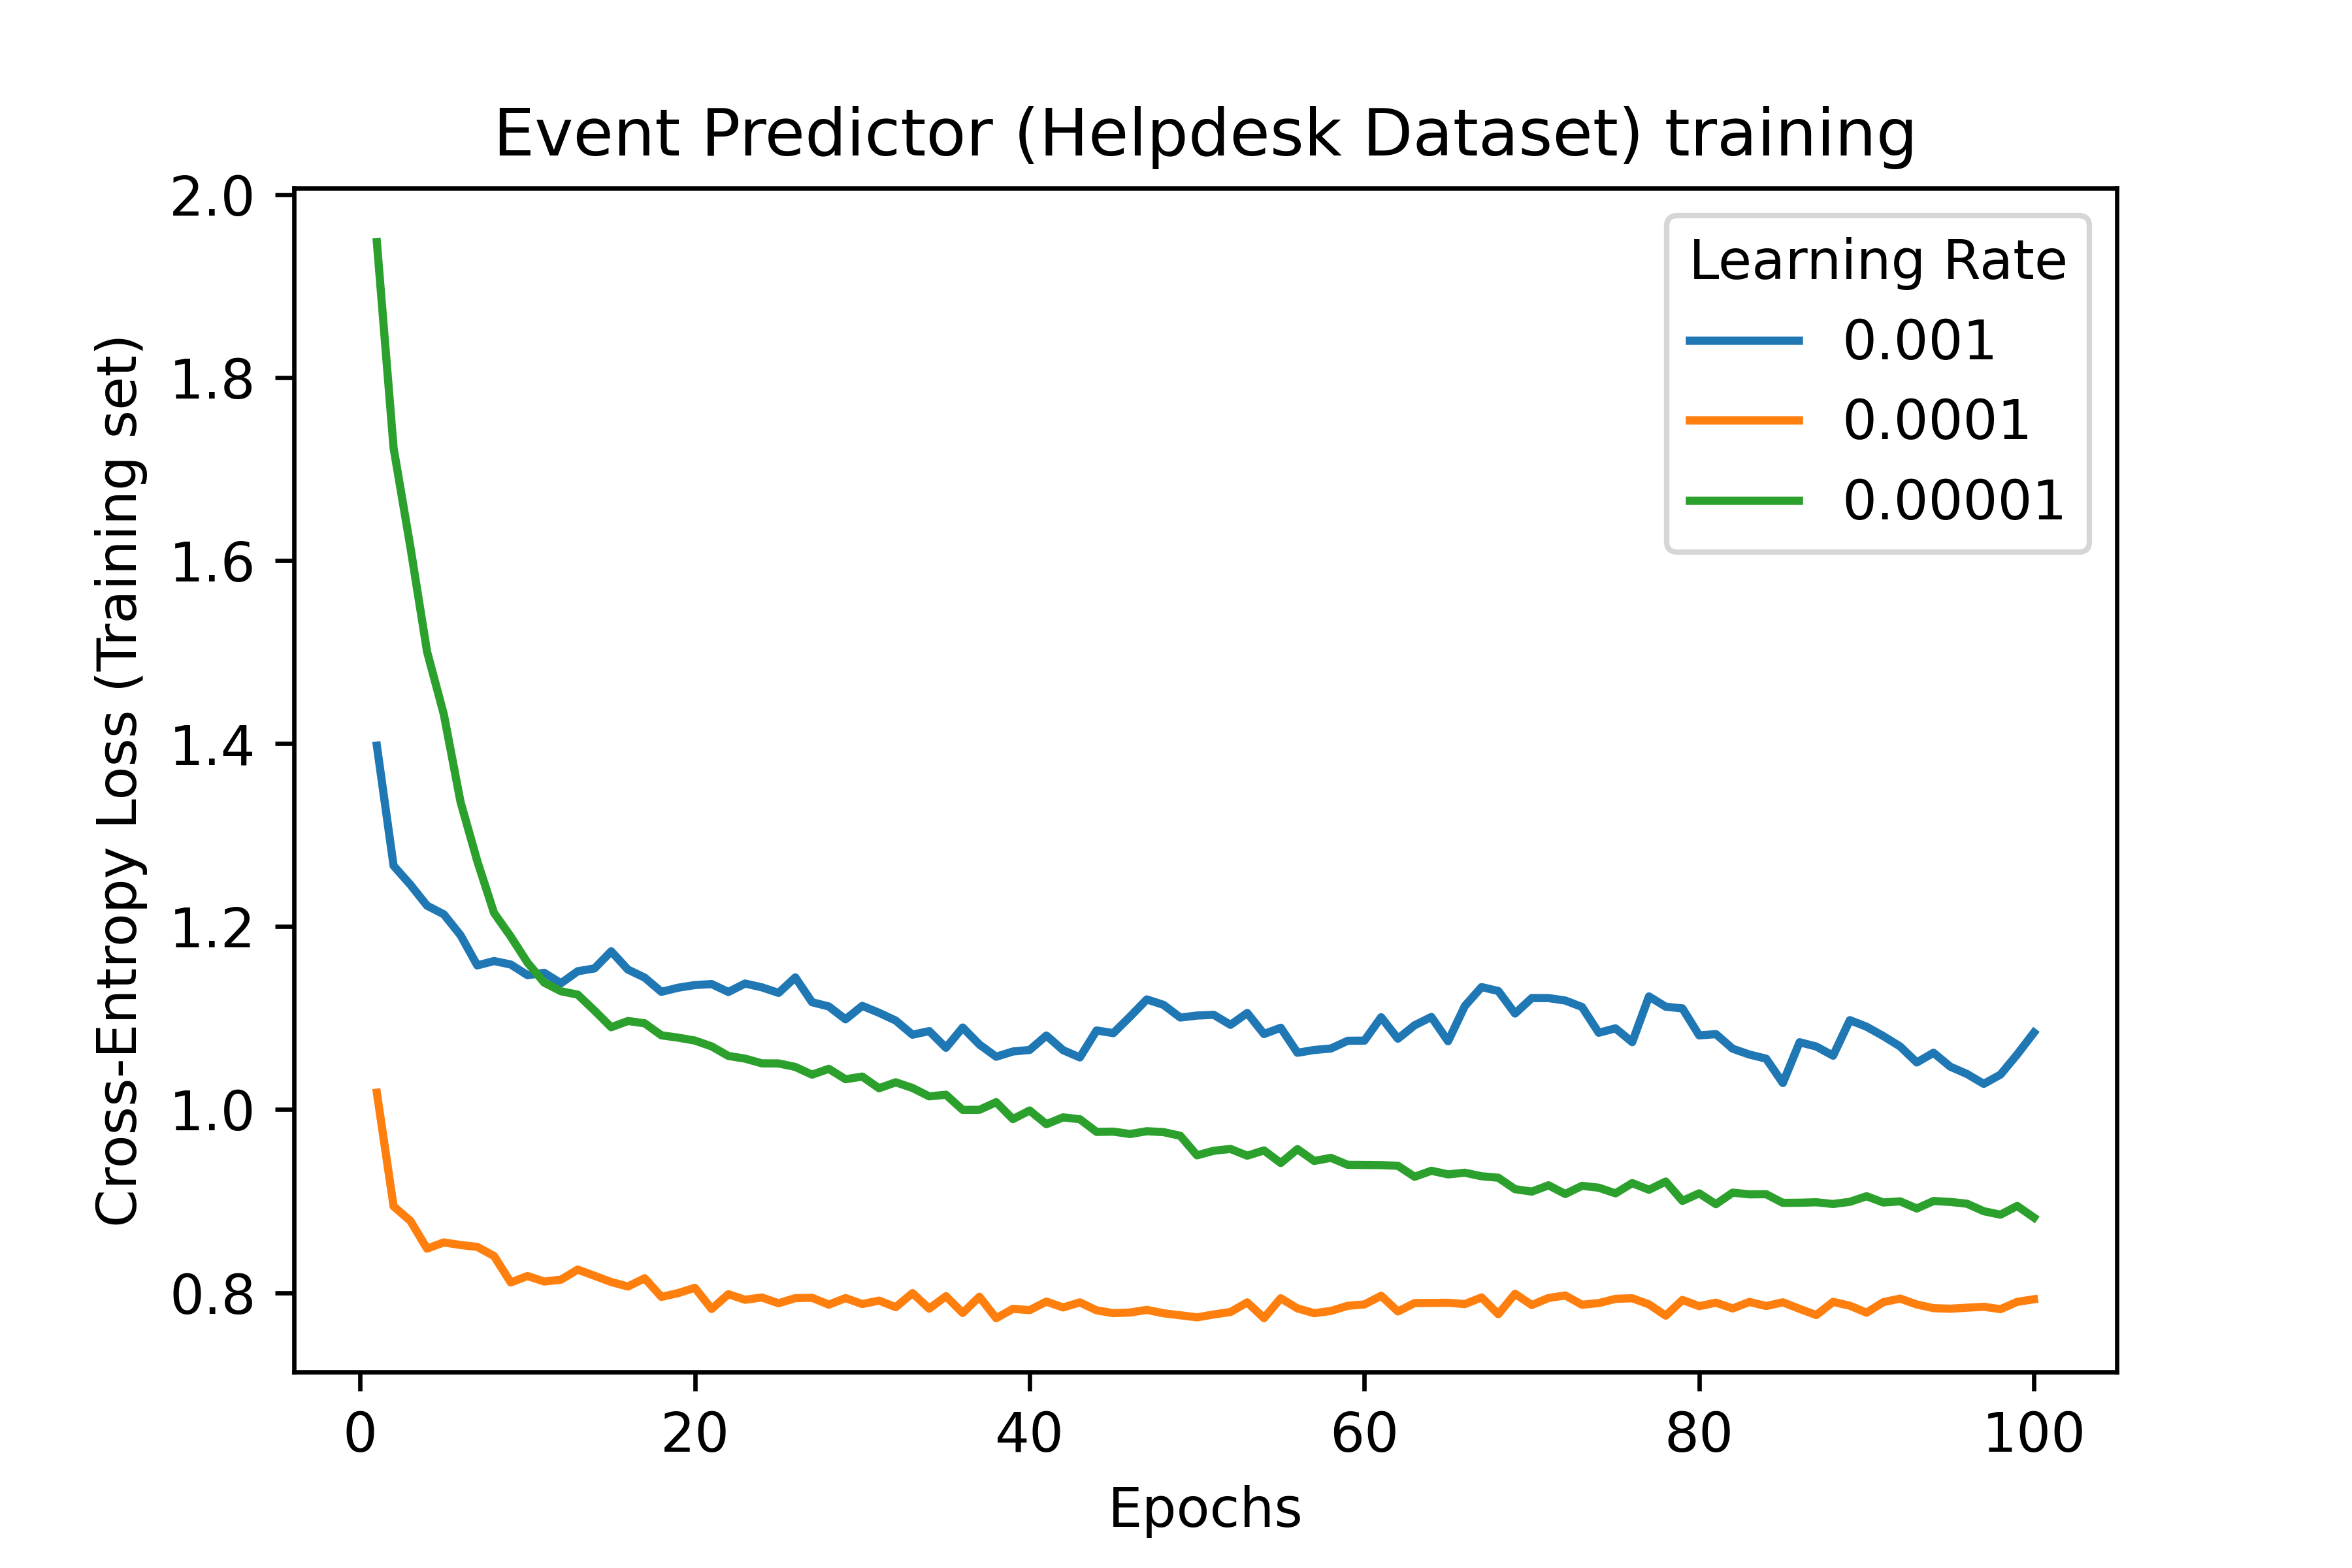 Event Predictor (Helpdesk Dataset) training
Cross-Entropy Loss (Training set)
2.0
1.8
1.6
1.4
1.2
1.0
0.8
Learning Rate
0.001
0.0001
0.00001
0 20 40 60 80 100
Epochs